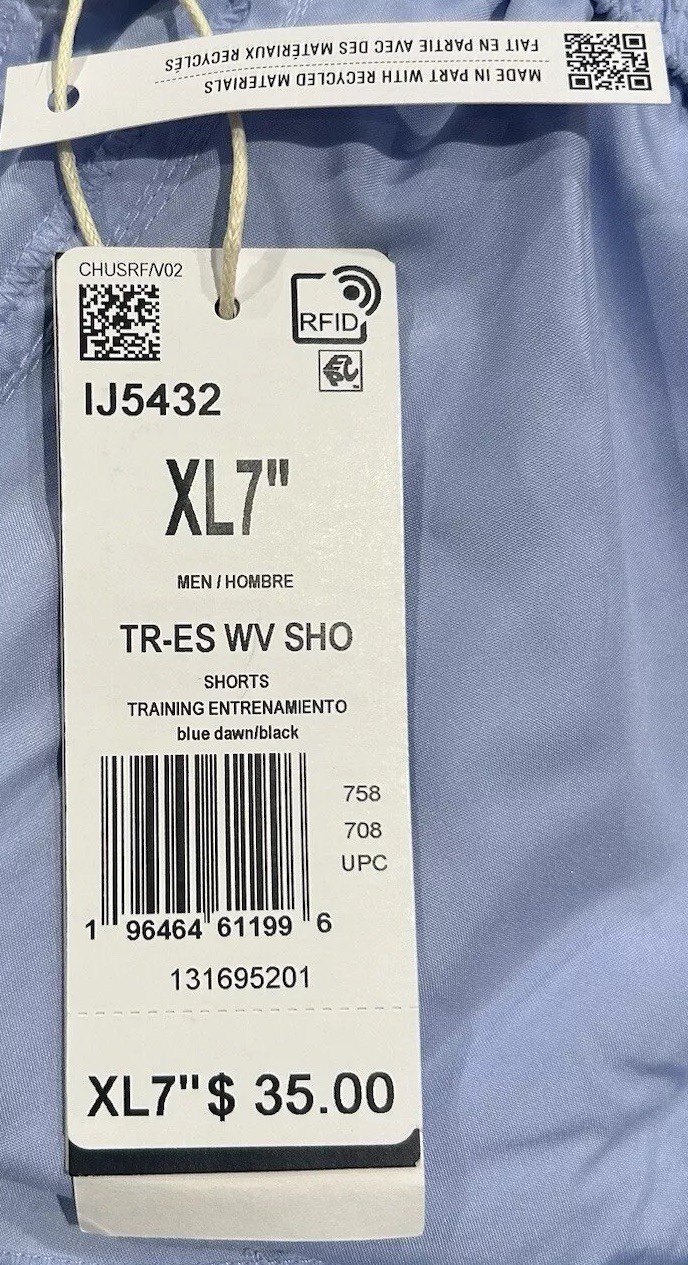 FAIT EN PARTIE AVEC DES MATÉRIAUX RECYCLÉS
MADE IN PART WITH RECYCLED MATERIALS
CHUSRF/V02
RFID
EPC
IJ5432
XL7"
MEN / HOMBRE
TR-ES WV SHO
SHORTS
TRAINING ENTRENAMIENTO
blue dawn/black
758
708
UPC
1 96464 61199 6
131695201
XL7" $ 35.00